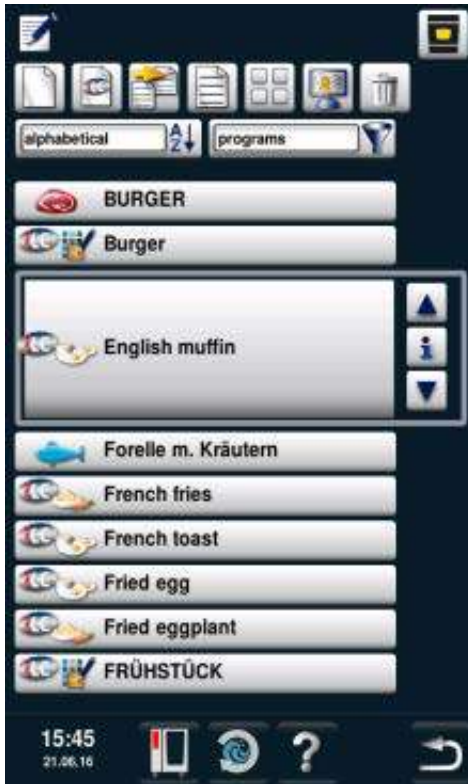 alphabetical
programs
BURGER
Burger
English muffin
Forelle m. Kräutern
French fries
French toast
Fried egg
Fried eggplant
FRÜHSTÜCK
15:45
21.06.16